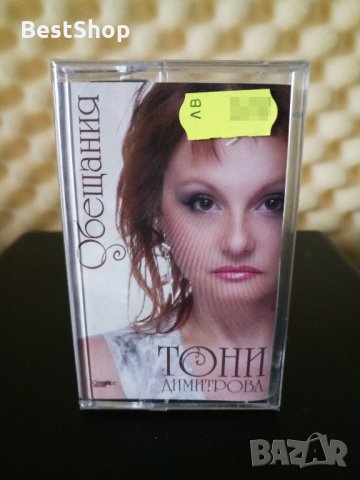 BestShop
ЛВ
Обещания
ТОНИ
ДИМИТРОВА
BAZAR